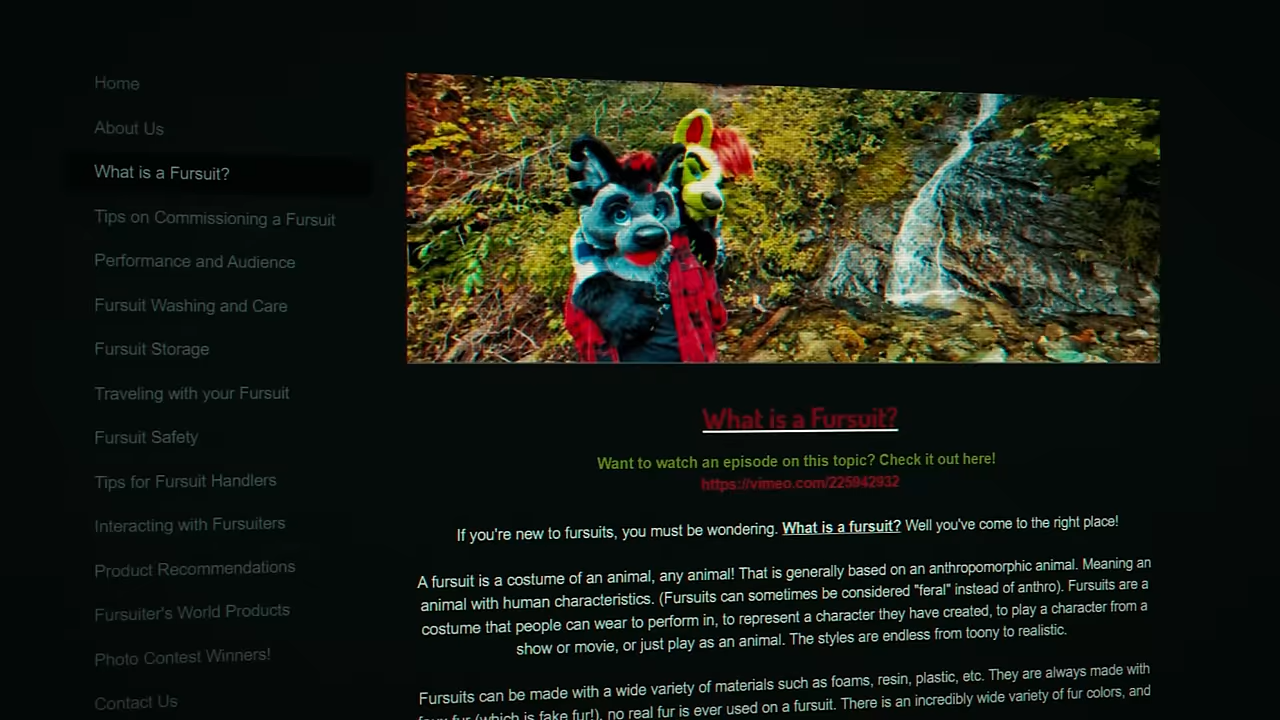 Home
About Us
What is a Fursuit?
Tips on Commissioning a Fursuit
Performance and Audience
Fursuit Washing and Care
Fursuit Storage
Traveling with your Fursuit
Fursuit Safety
Tips for Fursuit Handlers
Interacting with Fursuiters
Product Recommendations
Fursuiter's World Products
Photo Contest Winners!
Contact Us
What is a Fursuit?
Want to watch an episode on this topic? Check it out here!
https://vimeo.com/225942932
If you're new to fursuits, you must be wondering. What is a fursuit? Well you've come to the right place!
A fursuit is a costume of an animal, any animal! That is generally based on an anthropomorphic animal. Meaning an
animal with human characteristics. (Fursuits can sometimes be considered "feral" instead of anthro). Fursuits are a
costume that people can wear to perform in, to represent a character they have created, to play a character from a
show or movie, or just play as an animal. The styles are endless from toony to realistic.
Fursuits can be made with a wide variety of materials such as foams, resin, plastic, etc. They are always made with
faux fur (which is fake fur!), no real fur is ever used on a fursuit. There is an incredibly wide variety of fur colors, and